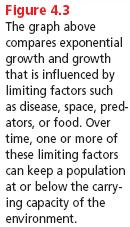 Figure 4.3
The graph above
compares exponential
growth and growth
that is influenced by
limiting factors such
as disease, space, pred-
ators, or food. Over
time, one or more of
these limiting factors
can keep a population
at or below the carry-
ing capacity of the
environment.